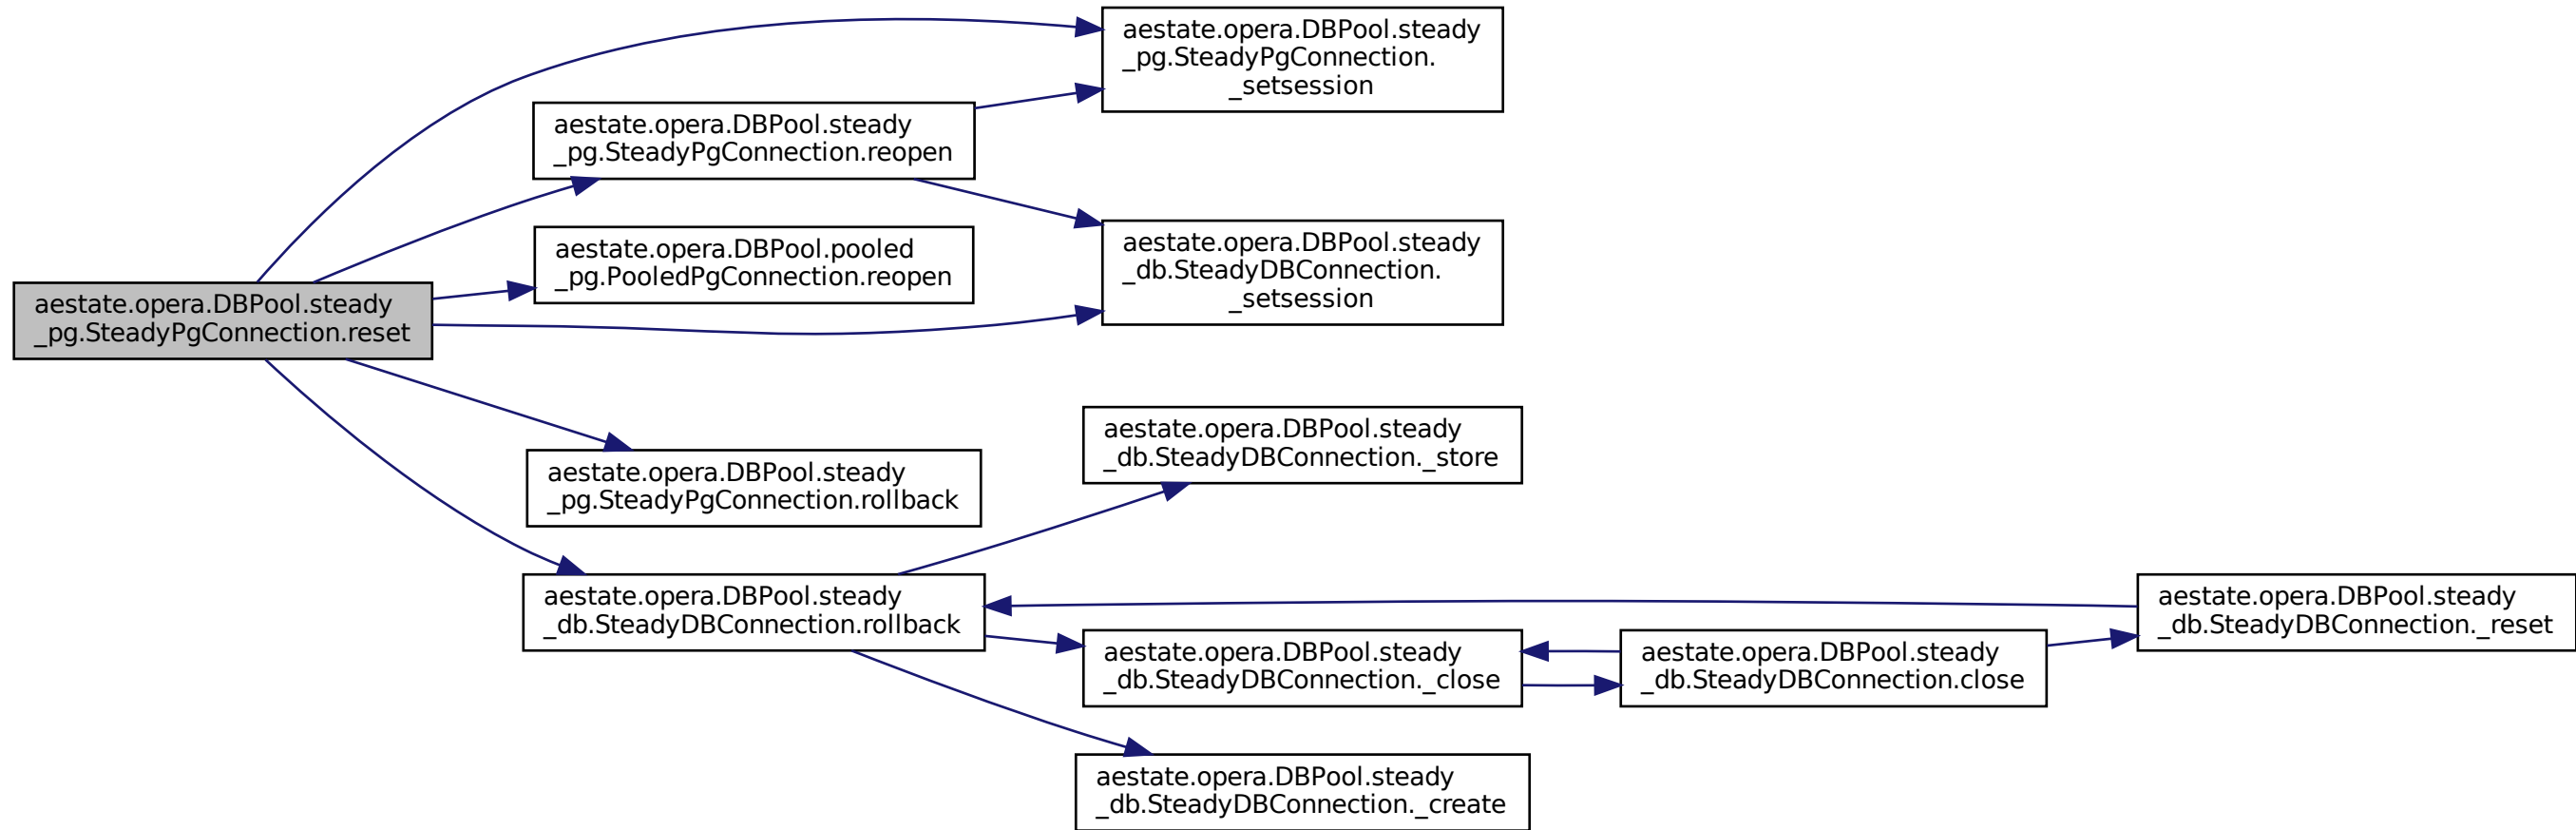 aestate.opera.DBPool.steady
_pg.SteadyPgConnection.
_setsession
aestate.opera.DBPool.steady
_pg.SteadyPgConnection.reopen
aestate.opera.DBPool.pooled
_pg.PooledPgConnection.reopen
aestate.opera.DBPool.steady
_db.SteadyDBConnection.
_setsession
aestate.opera.DBPool.steady
_pg.SteadyPgConnection.reset
aestate.opera.DBPool.steady
_db.SteadyDBConnection._store
aestate.opera.DBPool.steady
_pg.SteadyPgConnection.rollback
aestate.opera.DBPool.steady
_db.SteadyDBConnection.rollback
aestate.opera.DBPool.steady
_db.SteadyDBConnection._reset
aestate.opera.DBPool.steady
_db.SteadyDBConnection._close
aestate.opera.DBPool.steady
_db.SteadyDBConnection.close
aestate.opera.DBPool.steady
_db.SteadyDBConnection._create